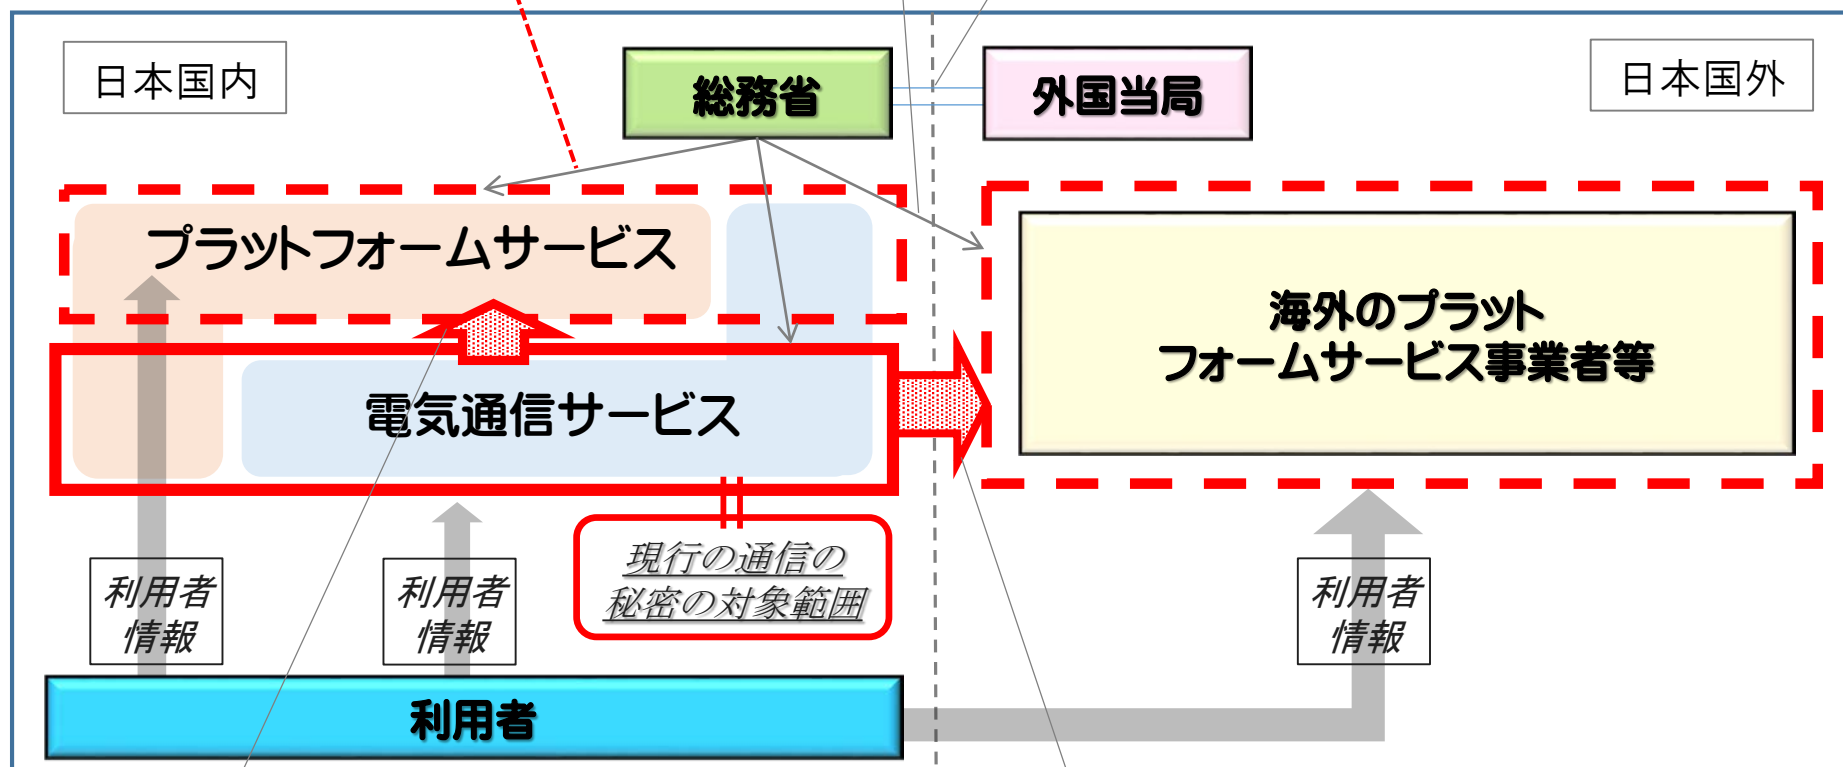 日本国内
総務省
外国当局
日本国外
プラットフォームサービス
海外のプラット
フォームサービス事業者等
電気通信サービス
現行の通信の
秘密の対象範囲
利用者
情報
利用者
情報
利用者
情報
利用者